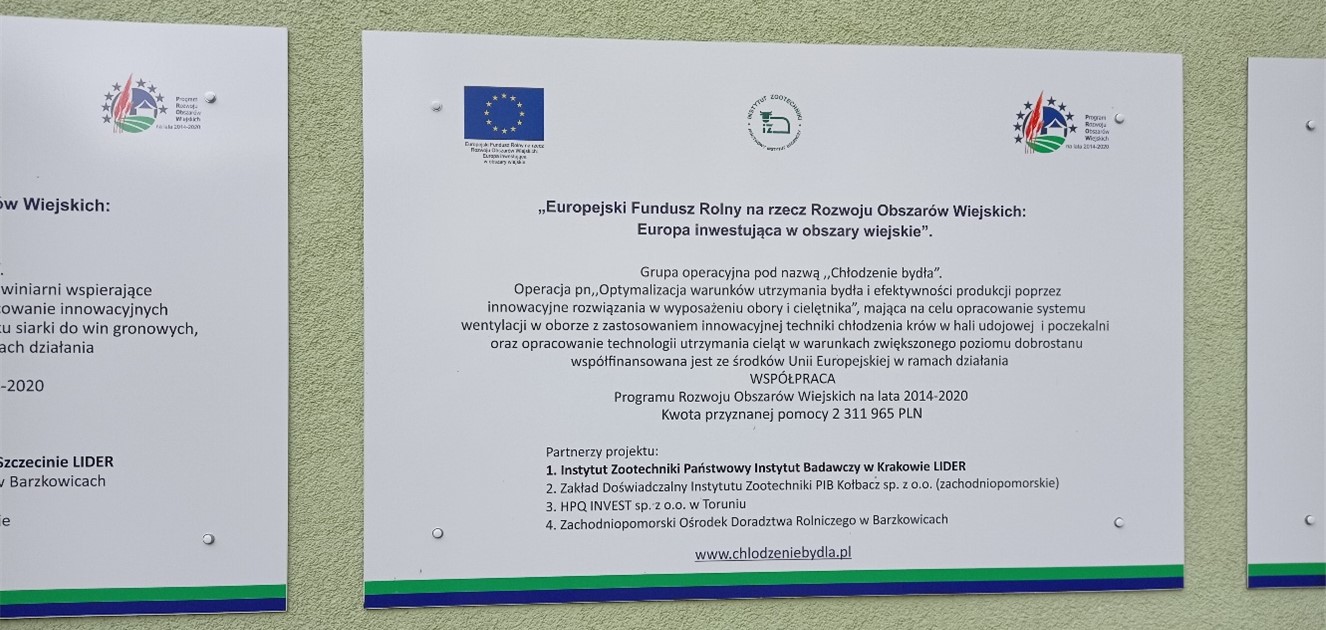 Program
Rozwoju
Obszarów
Wiejskich
na lata 2014-2020
ów Wiejskich:
winiarni wspierające
cowanie innowacyjnych
ku siarki do win gronowych,
ach działania
-2020
Szczecinie LIDER
w Barzkowicach
ie
Europejski Fundusz Rolny na rzecz
Rozwoju Obszarów Wiejskich:
Europa inwestująca
w obszary wiejskie
INSTYTUT ZOOTECHNIKI
PAŃSTWOWY INSTYTUT BADAWCZY
IZ
Program
Rozwoju
Obszarów
Wiejskich
na lata 2014-2020
„Europejski Fundusz Rolny na rzecz Rozwoju Obszarów Wiejskich:
Europa inwestująca w obszary wiejskie”.
Grupa operacyjna pod nazwą ,,Chłodzenie bydła”.
Operacja pn,,Optymalizacja warunków utrzymania bydła i efektywności produkcji poprzez
innowacyjne rozwiązania w wyposażeniu obory i cielętnika”, mająca na celu opracowanie systemu
wentylacji w oborze z zastosowaniem innowacyjnej techniki chłodzenia krów w hali udojowej i poczekalni
oraz opracowanie technologii utrzymania cieląt w warunkach zwiększonego poziomu dobrostanu
współfinansowana jest ze środków Unii Europejskiej w ramach działania
WSPÓŁPRACA
Programu Rozwoju Obszarów Wiejskich na lata 2014-2020
Kwota przyznanej pomocy 2 311 965 PLN
Partnerzy projektu:
1. Instytut Zootechniki Państwowy Instytut Badawczy w Krakowie LIDER
2. Zakład Doświadczalny Instytutu Zootechniki PIB Kołbacz sp. z o.o. (zachodniopomorskie)
3. HPQ INVEST sp. z o.o. w Toruniu
4. Zachodniopomorski Ośrodek Doradztwa Rolniczego w Barzkowicach
www.chlodzeniebydla.pl